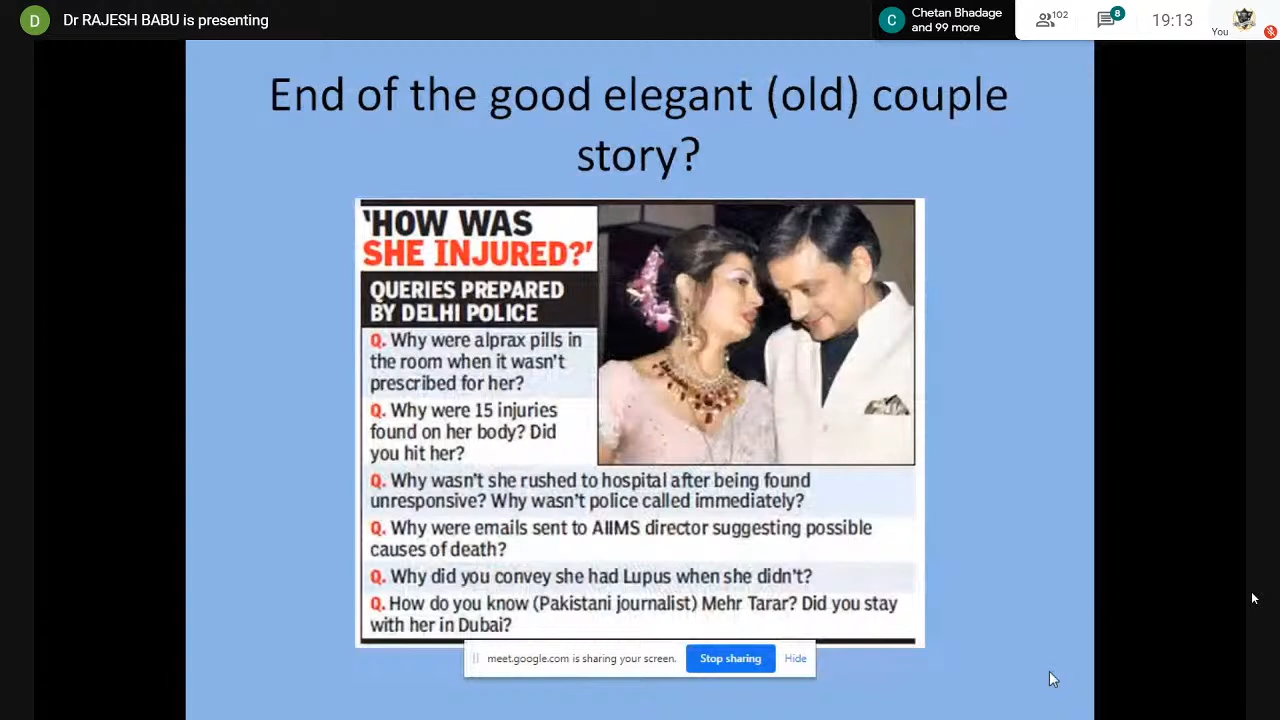 D Dr RAJESH BABU is presenting
C Chetan Bhadage
and 99 more
102
8
19:13
You
End of the good elegant (old) couple
story?
'HOW WAS
SHE INJURED?'
QUERIES PREPARED
BY DELHI POLICE
Q. Why were alprax pills in
the room when it wasn't
prescribed for her?
Q. Why were 15 injuries
found on her body? Did
you hit her?
Q. Why wasn't she rushed to hospital after being found
unresponsive? Why wasn't police called immediately?
Q. Why were emails sent to AIIMS director suggesting possible
causes of death?
Q. Why did you convey she had Lupus when she didn't?
Q. How do you know (Pakistani journalist) Mehr Tarar? Did you stay
with her in Dubai?
meet.google.com is sharing your screen. Stop sharing Hide